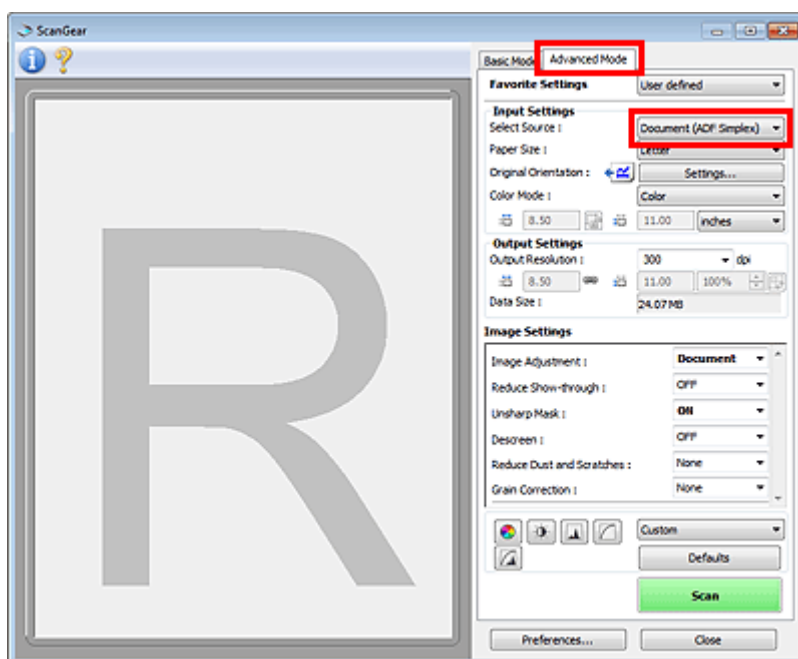 ScanGear
Basic Mode Advanced Mode
Favorite Settings User defined
Input Settings
Select Source : Document (ADF Simplex)
Paper Size : Letter
Original Orientation : Settings...
Color Mode : Color
8.50 11.00 inches
Output Settings
Output Resolution : 300 dpi
8.50 11.00 100%
Data Size : 24.07 MB
Image Settings
Image Adjustment : Document
Reduce Show-through : OFF
Unsharp Mask : ON
Descreen : OFF
Reduce Dust and Scratches : None
Grain Correction : None
Custom
Defaults
Scan
Preferences... Close
R